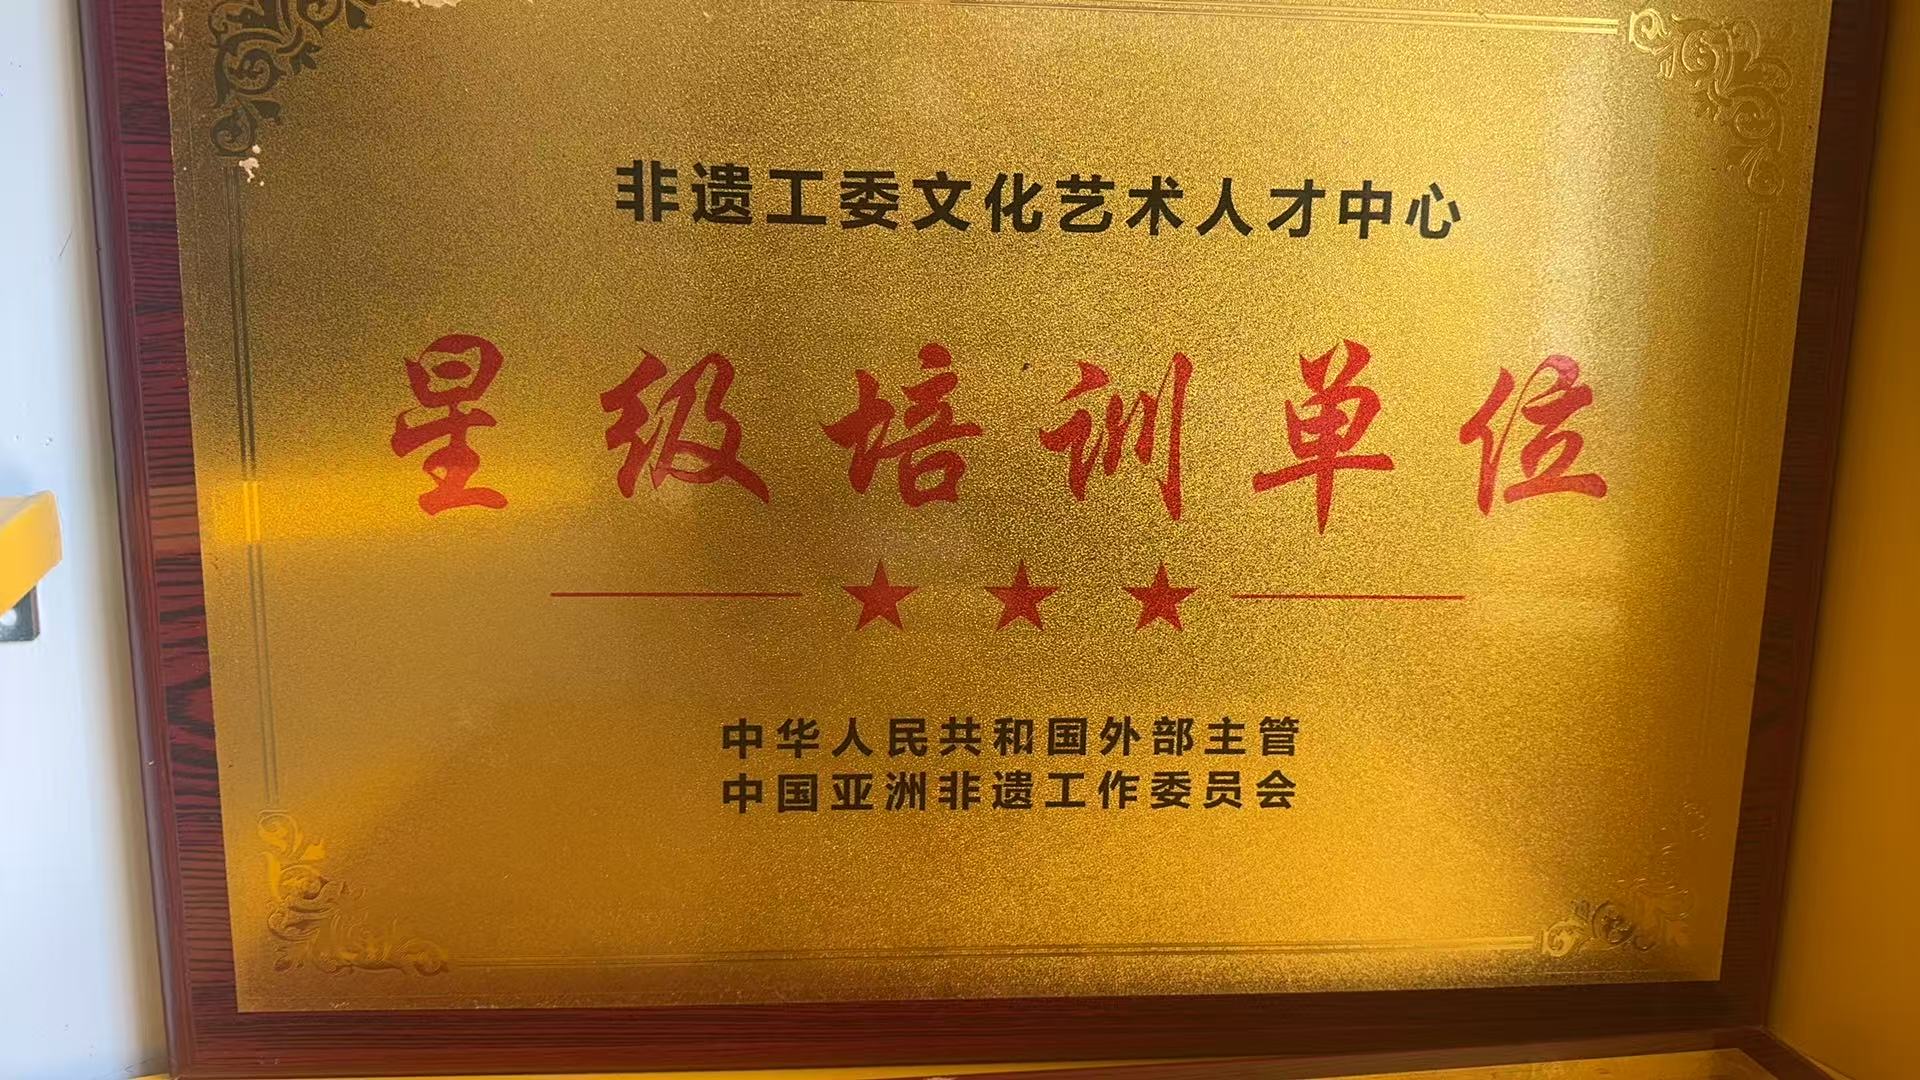 非遗工委文化艺术人才中心
星级培训单位
中华人民共和国外部主管
中国亚洲非遗工作委员会